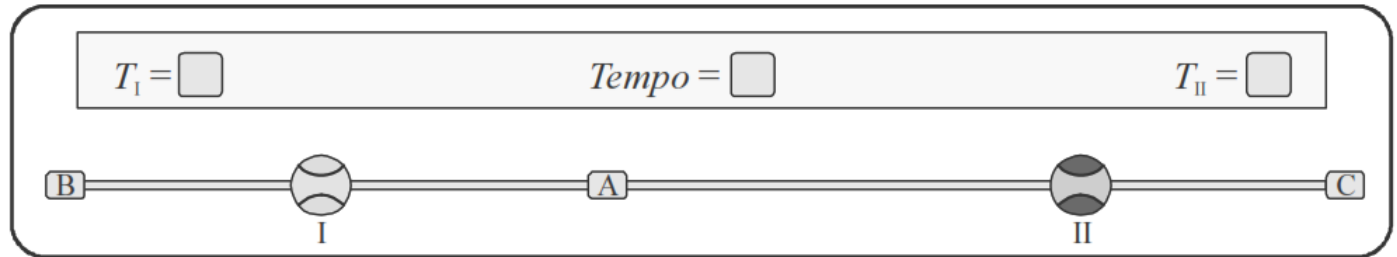 T_I = Tempo = T_II =
B A C
I II